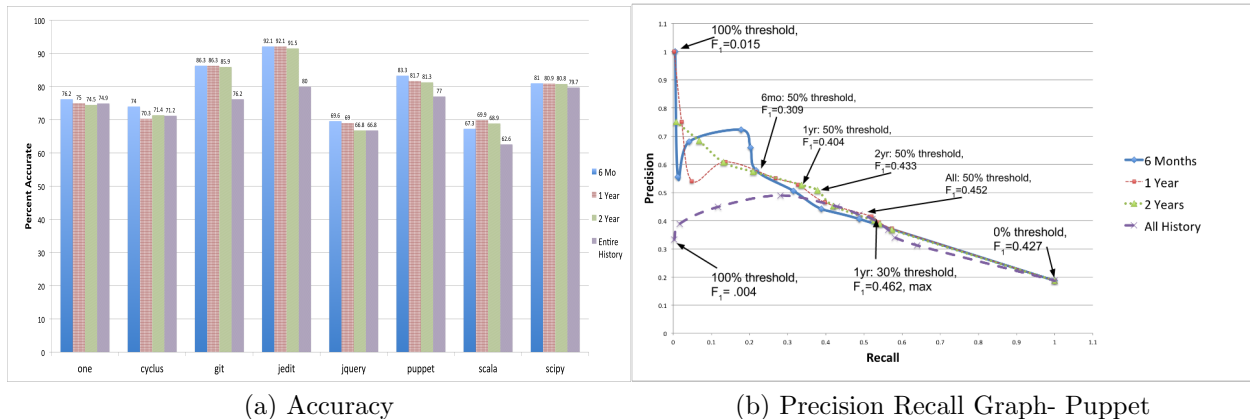 100
90
80
70
60
50
40
30
20
10
0
Percent Accurate
76.2 75 74.5 74.9
74 70.3 71.4 71.2
86.3 86.3 85.9 76.2
92.1 92.1 91.5 80
69.6 69 66.8 66.8
83.3 81.7 81.3 77
67.3 69.9 68.9 62.6
81 80.9 80.8 79.7
one cyclus git jedit jquery puppet scala scipy
6 Mo
1 Year
2 Year
Entire
History
(a) Accuracy
1.1
1
0.9
0.8
0.7
0.6
0.5
0.4
0.3
0.2
0.1
0
Precision
100% threshold,
F1=0.015
6mo: 50% threshold,
F1=0.309
1yr: 50% threshold,
F1=0.404
2yr: 50% threshold,
F1=0.433
All: 50% threshold,
F1=0.452
0% threshold,
F1=0.427
100% threshold,
F1= .004
1yr: 30% threshold,
F1=0.462, max
0 0.1 0.2 0.3 0.4 0.5 0.6 0.7 0.8 0.9 1 1.1
Recall
6 Months
1 Year
2 Years
All History
(b) Precision Recall Graph- Puppet